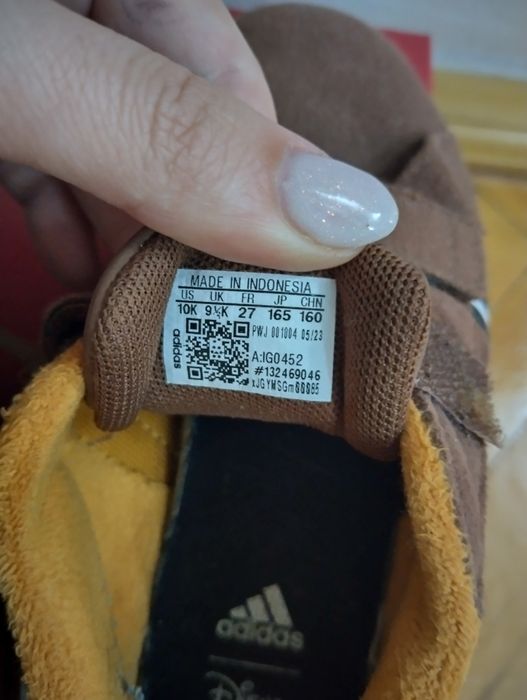 MADE IN INDONESIA
US UK FR JP CHN
10K 9½K 27 165 160
PWJ 001004 05/23
adidas
A:IG0452
#132469046
adidas
Disney